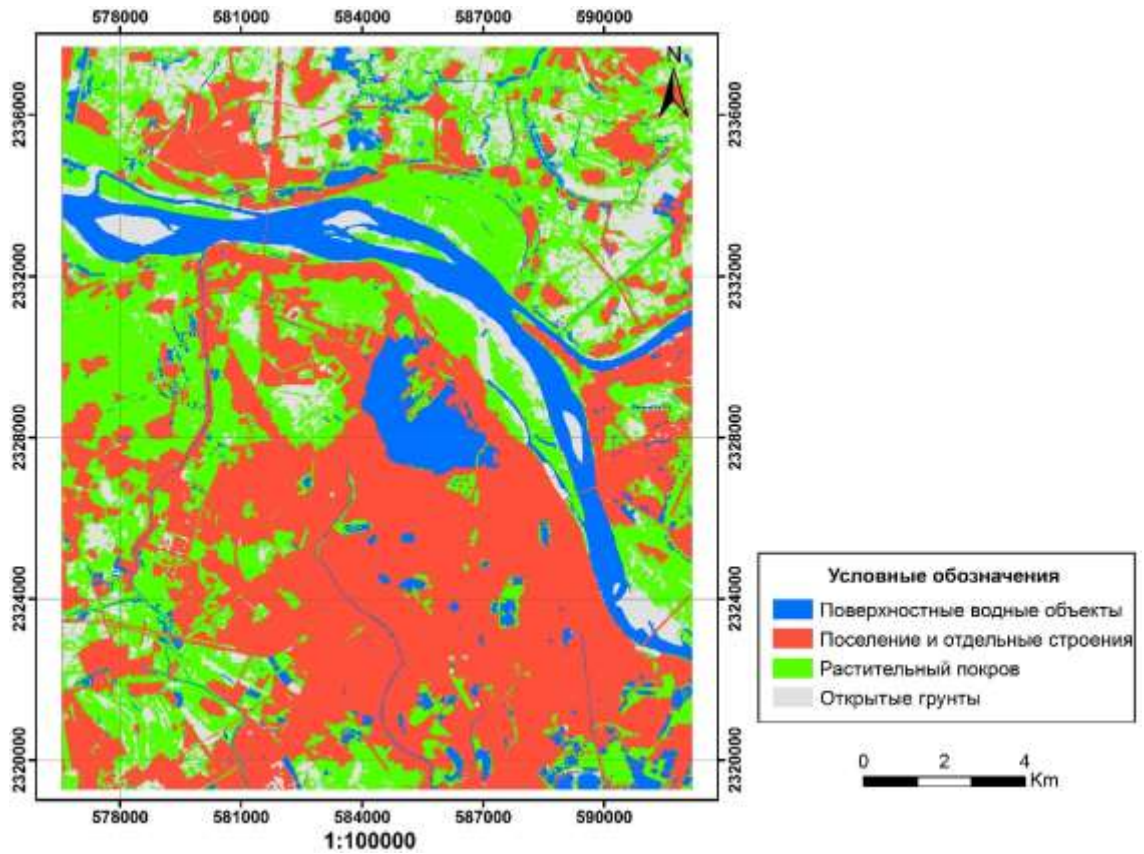 578000 581000 584000 587000 590000
N
2336000 2336000
2332000 2332000
2328000 2328000
2324000 2324000
2320000 2320000
578000 581000 584000 587000 590000
1:100000
Условные обозначения
Поверхностные водные объекты
Поселение и отдельные строения
Растительный покров
Открытые грунты
0 2 4
Km